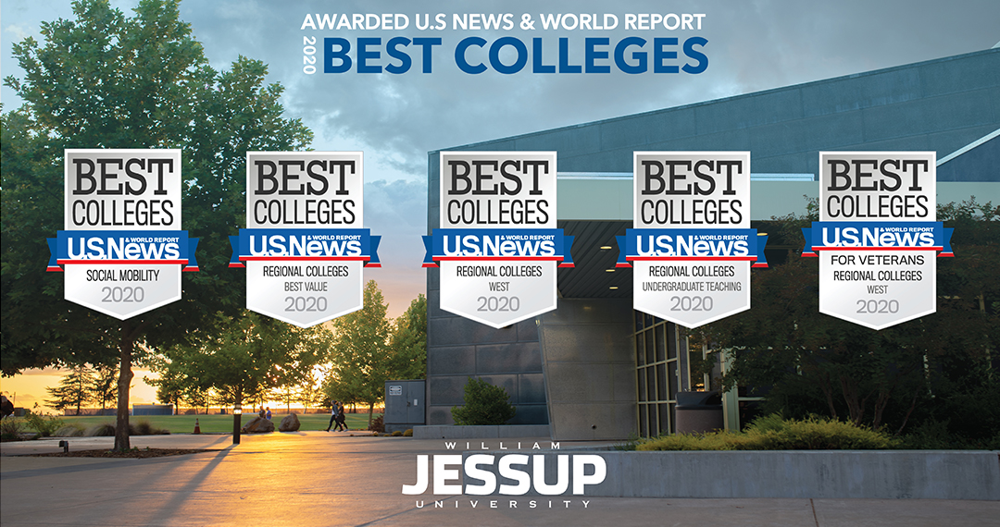 AWARDED U.S NEWS & WORLD REPORT
2020
BEST COLLEGES
BEST
COLLEGES
U.S.News & WORLD REPORT
SOCIAL MOBILITY
2020
BEST
COLLEGES
U.S.News & WORLD REPORT
REGIONAL COLLEGES
BEST VALUE
2020
BEST
COLLEGES
U.S.News & WORLD REPORT
REGIONAL COLLEGES
WEST
2020
BEST
COLLEGES
U.S.News & WORLD REPORT
REGIONAL COLLEGES
UNDERGRADUATE TEACHING
2020
BEST
COLLEGES
U.S.News & WORLD REPORT
FOR VETERANS
REGIONAL COLLEGES
WEST
2020
WILLIAM
JESSUP
UNIVERSITY